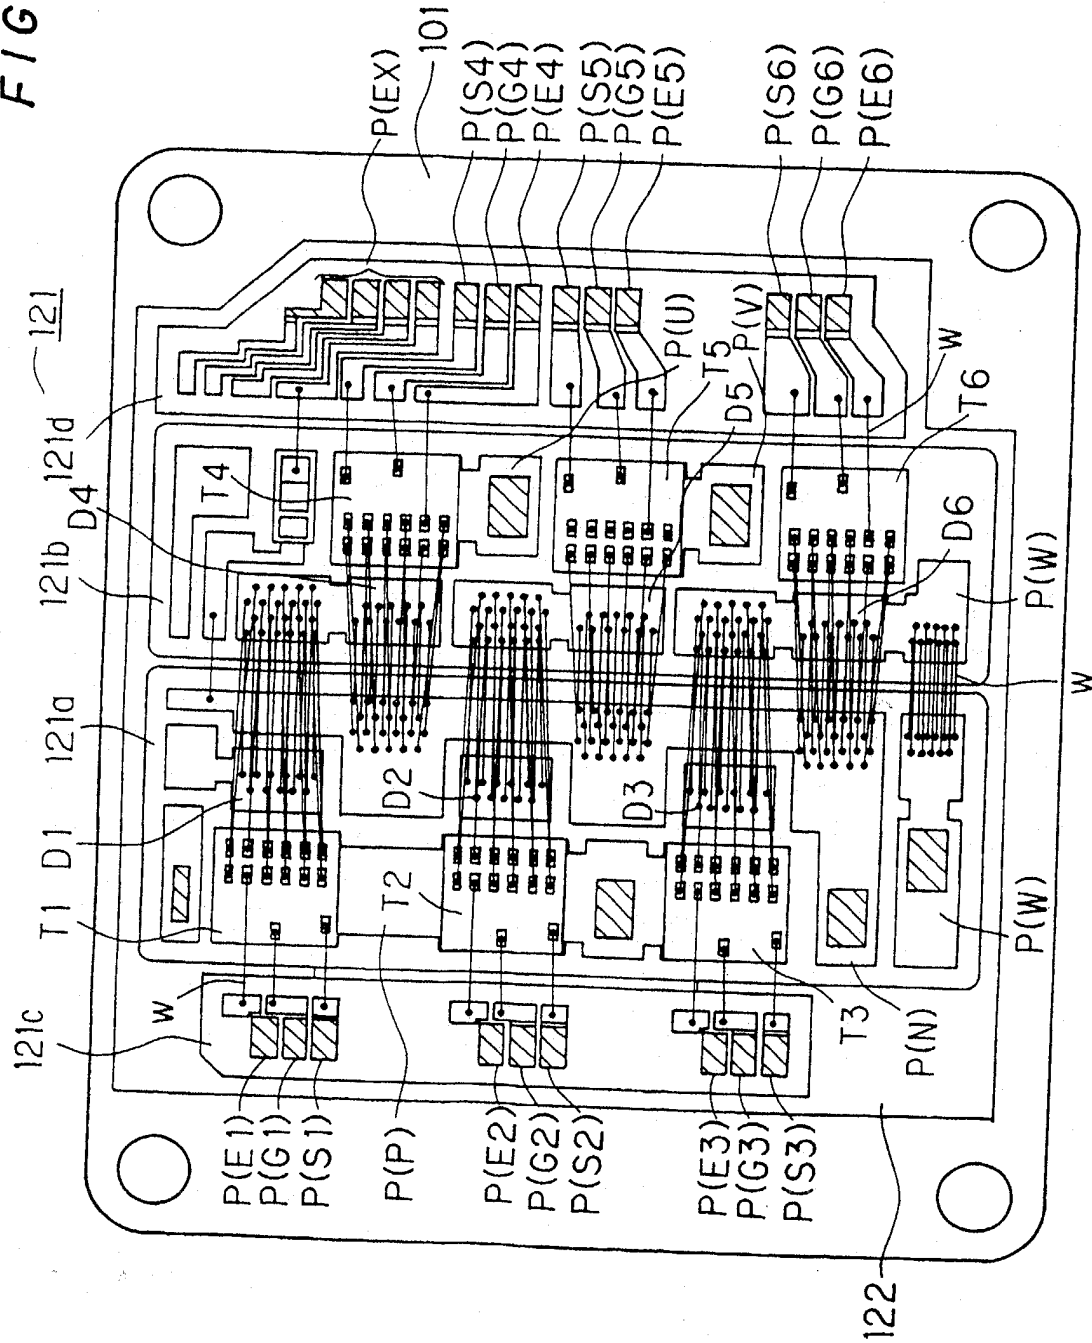 FIG
121
P(EX)
101
P(S4)
P(G4)
P(E4)
P(S5)
P(G5)
P(E5)
P(S6)
P(G6)
P(E6)
121d
121b
121a
121c
T4
D4
P(U)
T5
P(V)
D5
W
T6
D6
P(W)
W
D1
T1
D2
T2
D3
W
P(W)
P(N)
T3
P(E1)
P(G1)
P(S1)
P(P)
P(E2)
P(G2)
P(S2)
P(E3)
P(G3)
P(S3)
122